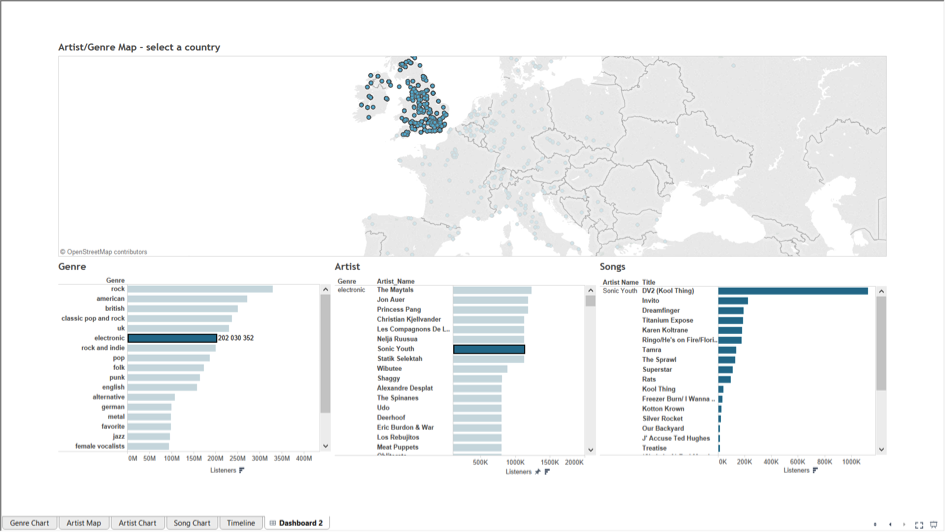 Artist/Genre Map - select a country
© OpenStreetMap contributors
Genre
Genre
rock
american
british
classic pop and rock
uk
electronic
202 030 352
rock and indie
pop
folk
punk
english
alternative
german
metal
favorite
jazz
female vocalists
0M 50M 100M 150M 200M 250M 300M 350M 400M
Listeners
Artist
Genre Artist_Name
electronic The Maytals
Jon Auer
Princess Pang
Christian Kjellvander
Les Compagnons De L...
Nelja Ruusua
Sonic Youth
Statik Selektah
Wibutee
Shaggy
Alexandre Desplat
The Spinanes
Udo
Deerhoof
Eric Burdon & War
Los Rebujitos
Meat Puppets
500K 1000K 1500K 2000K
Listeners
Songs
Artist Name Title
Sonic Youth DV2 (Kool Thing)
Invito
Dreamfinger
Titanium Expose
Karen Koltrane
Ringo/He's on Fire/Flori..
Tamra
The Sprawl
Superstar
Rats
Kool Thing
Freezer Burn/ I Wanna ..
Kotton Krown
Silver Rocket
Our Backyard
J' Accuse Ted Hughes
Treatise
0K 200K 400K 600K 800K 1000K
Listeners
Genre Chart Artist Map Artist Chart Song Chart Timeline Dashboard 2